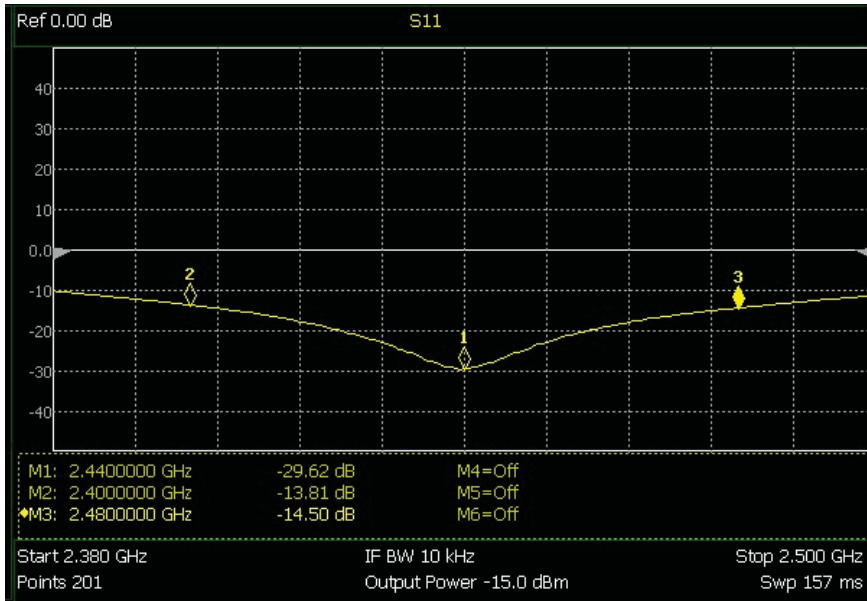 Ref 0.00 dB S11
40
30
20
10
0.0
-10
-20
-30
-40
2
3
1
M1: 2.4400000 GHz -29.62 dB M4=Off
M2: 2.4000000 GHz -13.81 dB M5=Off
M3: 2.4800000 GHz -14.50 dB M6=Off
Start 2.380 GHz IF BW 10 kHz Stop 2.500 GHz
Points 201 Output Power -15.0 dBm Swp 157 ms